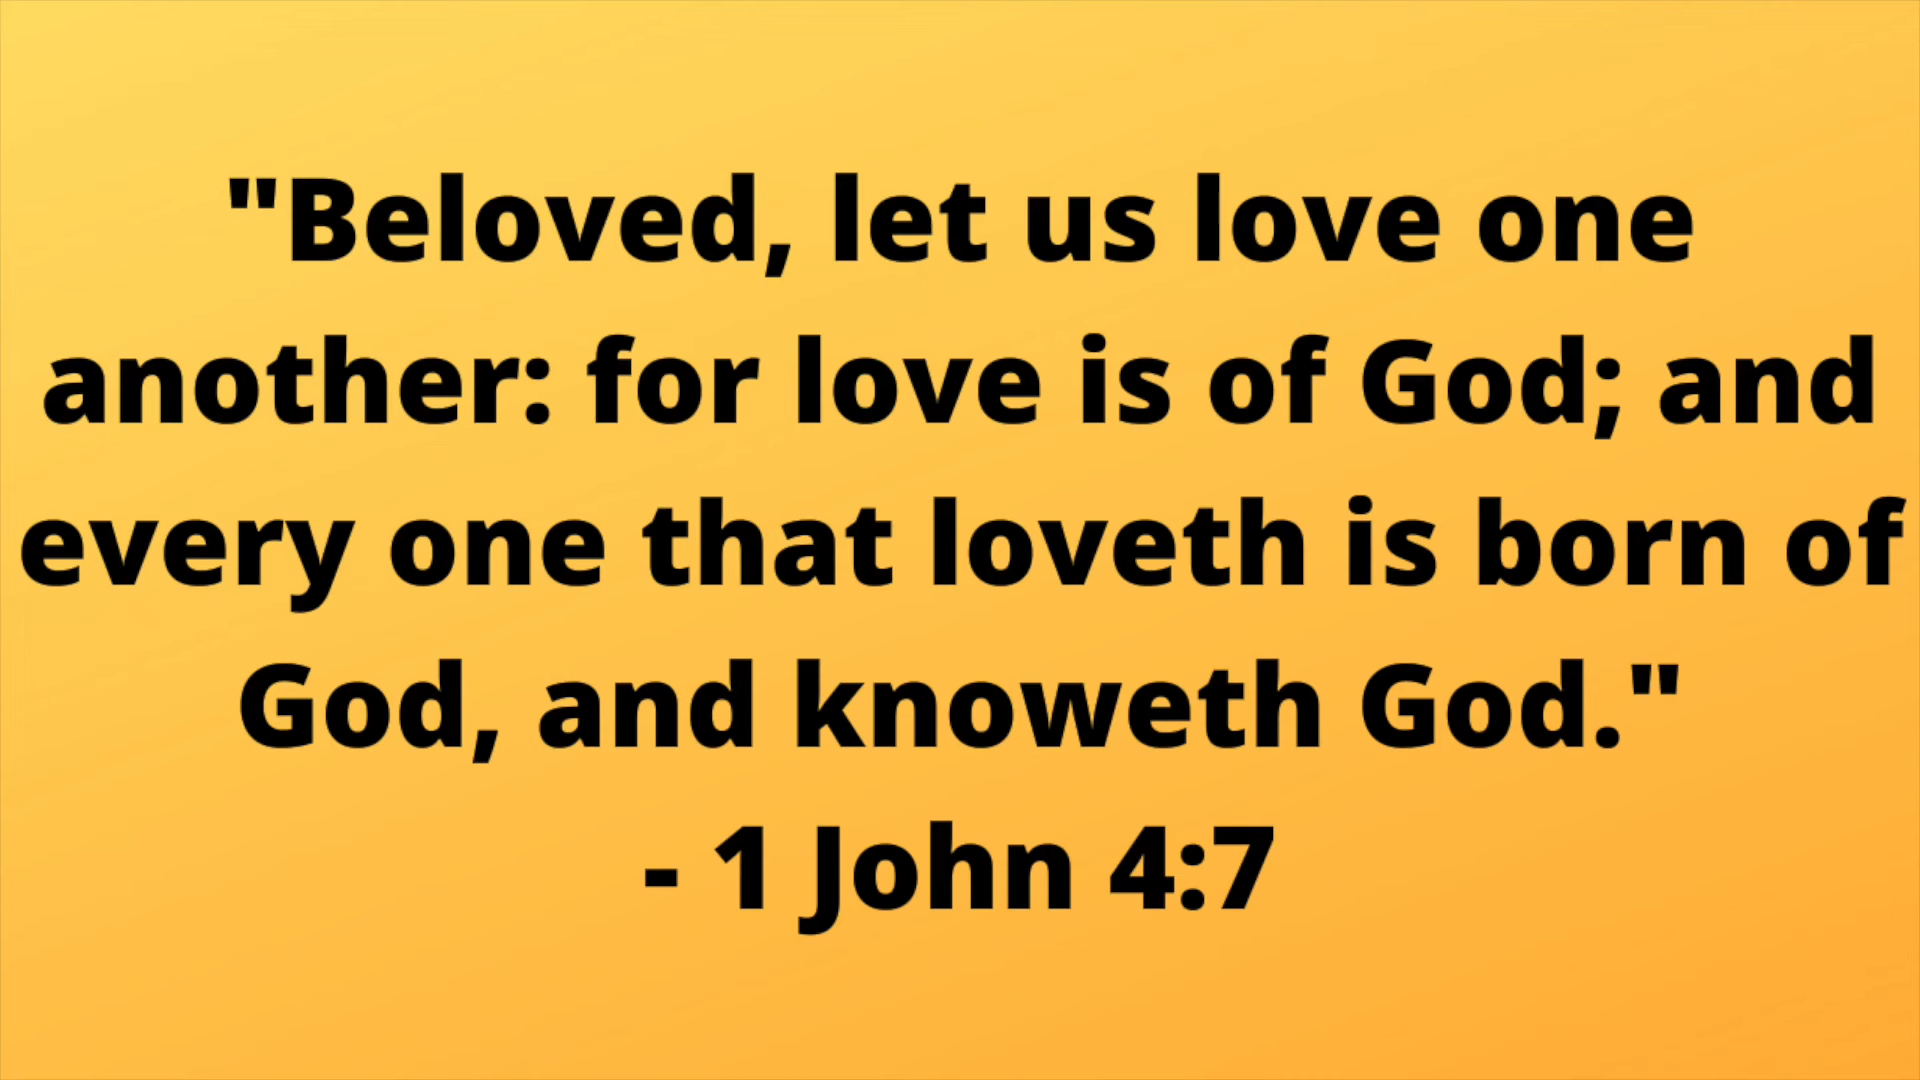 "Beloved, let us love one
another: for love is of God; and
every one that loveth is born of
God, and knoweth God."
- 1 John 4:7